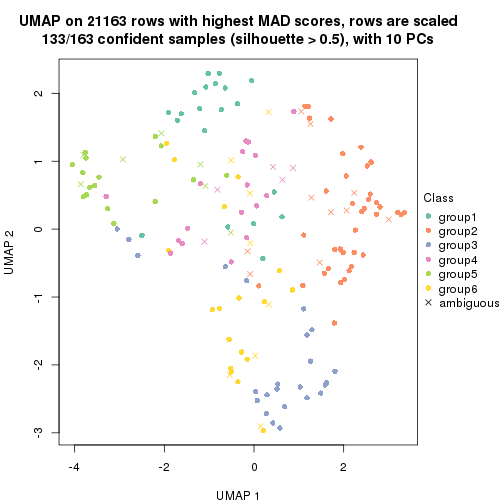 UMAP on 21163 rows with highest MAD scores, rows are scaled
133/163 confident samples (silhouette > 0.5), with 10 PCs
2
1
0
-1
-2
-3
UMAP 2
-4
-2
0
2
UMAP 1
Class
group1
group2
group3
group4
group5
group6
ambiguous